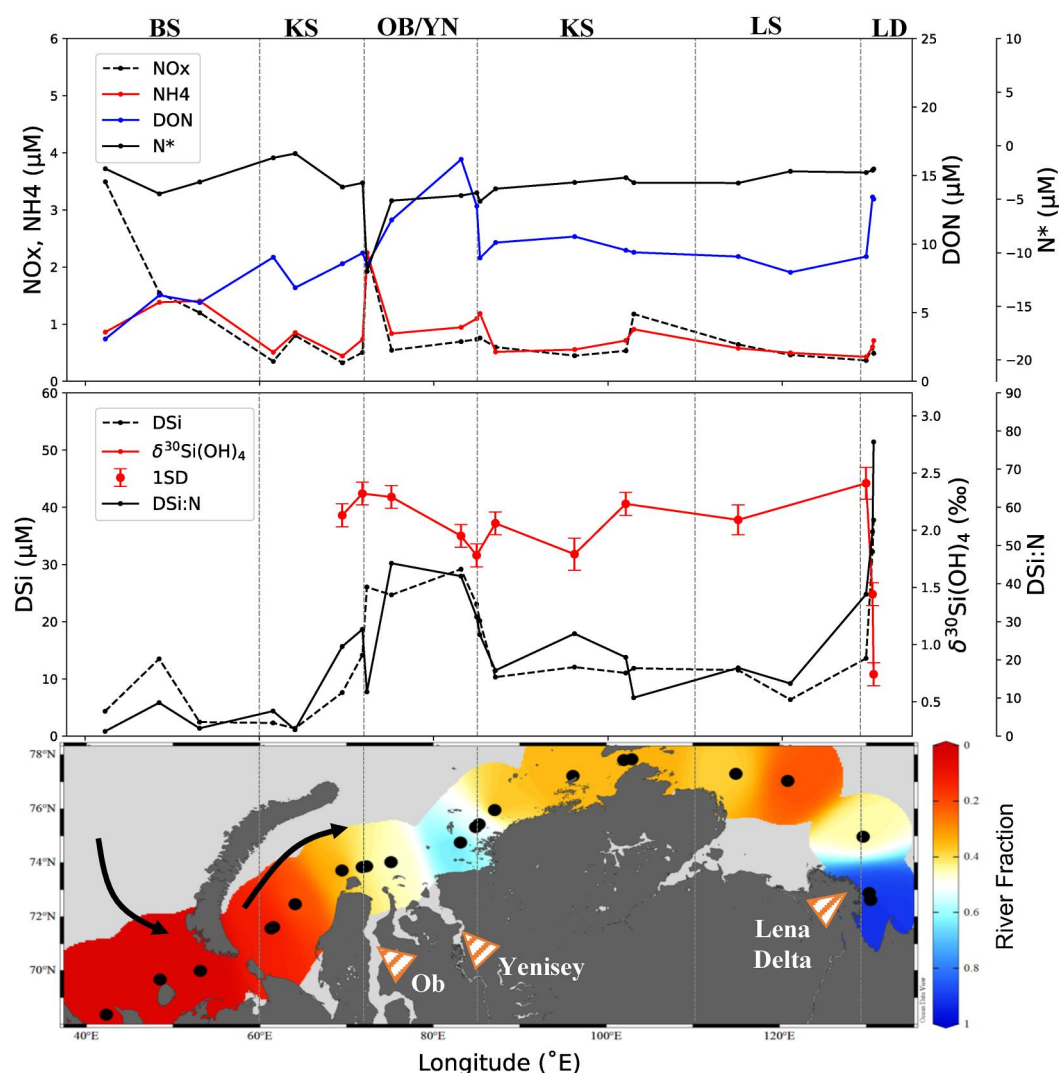 BS KS OB/YN KS LS LD
6
5
4
3
2
1
0
NOx, NH4 (μM)
NOx
NH4
DON
N*
25
20
15
10
5
0
DON (μM)
10
5
0
−5
−10
−15
−20
N* (μM)
60
50
40
30
20
10
0
DSi (μM)
DSi
δ³⁰Si(OH)₄
1SD
DSi:N
3.0
2.5
2.0
1.5
1.0
0.5
δ³⁰Si(OH)₄ (‰)
90
80
70
60
50
40
30
20
10
0
DSi:N
78°N
76°N
74°N
72°N
70°N
Ob
Yenisey
Lena
Delta
Ocean Data View
0
0.2
0.4
0.6
0.8
1
River Fraction
40°E 60°E 80°E 100°E 120°E
Longitude (˚E)